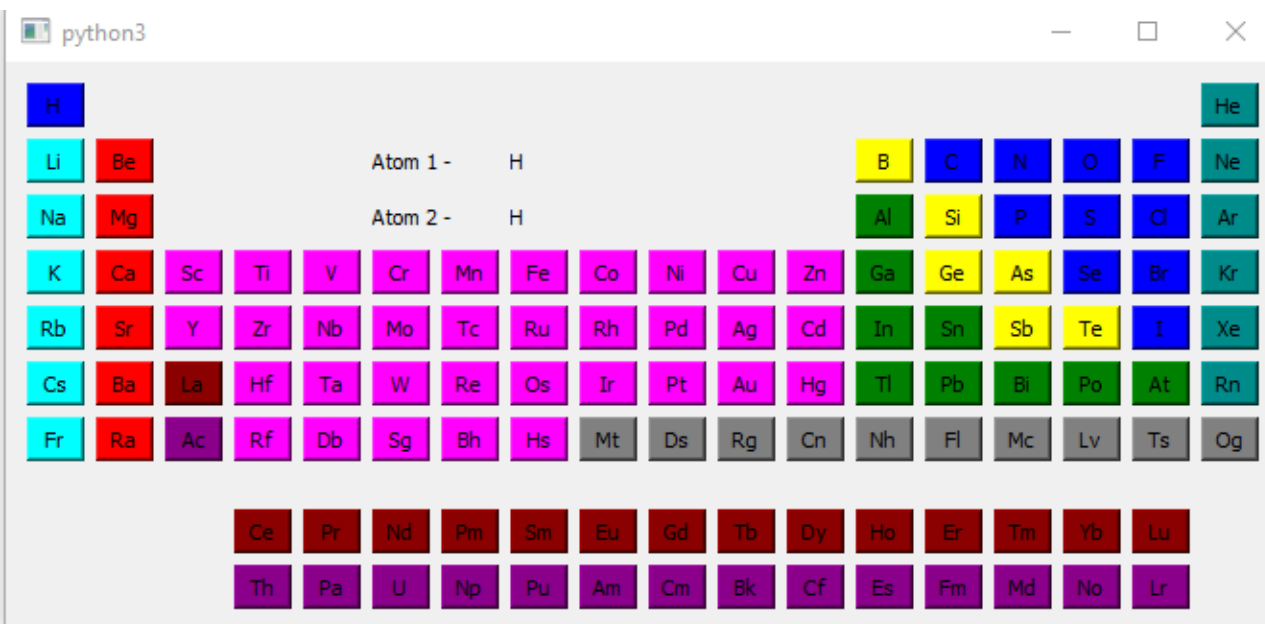 python3
H He
Li Be Atom 1 - H B C N O F Ne
Na Mg Atom 2 - H Al Si P S Cl Ar
K Ca Sc Ti V Cr Mn Fe Co Ni Cu Zn Ga Ge As Se Br Kr
Rb Sr Y Zr Nb Mo Tc Ru Rh Pd Ag Cd In Sn Sb Te I Xe
Cs Ba La Hf Ta W Re Os Ir Pt Au Hg Tl Pb Bi Po At Rn
Fr Ra Ac Rf Db Sg Bh Hs Mt Ds Rg Cn Nh Fl Mc Lv Ts Og
Ce Pr Nd Pm Sm Eu Gd Tb Dy Ho Er Tm Yb Lu
Th Pa U Np Pu Am Cm Bk Cf Es Fm Md No Lr